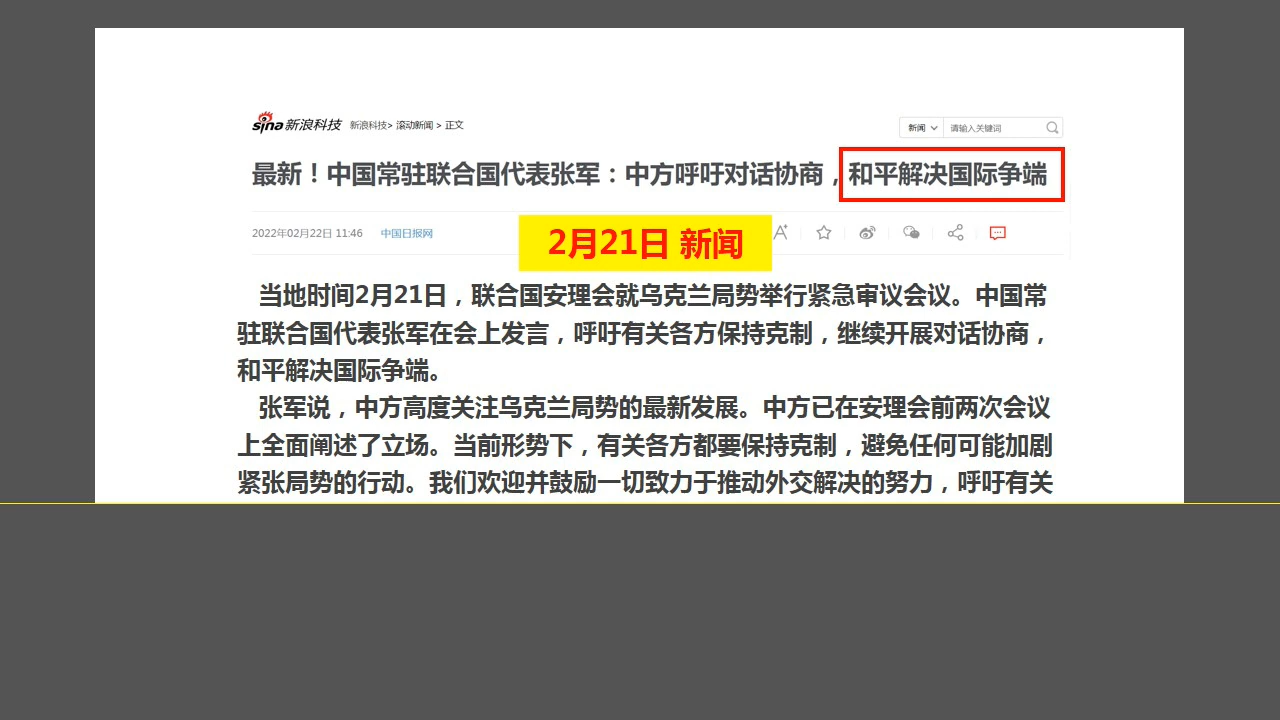 sina新浪科技 新浪科技> 滚动新闻 > 正文
新闻 请输入关键词
最新！中国常驻联合国代表张军：中方呼吁对话协商，和平解决国际争端
2022年02月22日 11:46 中国日报网
2月21日 新闻
当地时间2月21日，联合国安理会就乌克兰局势举行紧急审议会议。中国常
驻联合国代表张军在会上发言，呼吁有关各方保持克制，继续开展对话协商，
和平解决国际争端。
张军说，中方高度关注乌克兰局势的最新发展。中方已在安理会前两次会议
上全面阐述了立场。当前形势下，有关各方都要保持克制，避免任何可能加剧
紧张局势的行动。我们欢迎并鼓励一切致力于推动外交解决的努力，呼吁有关